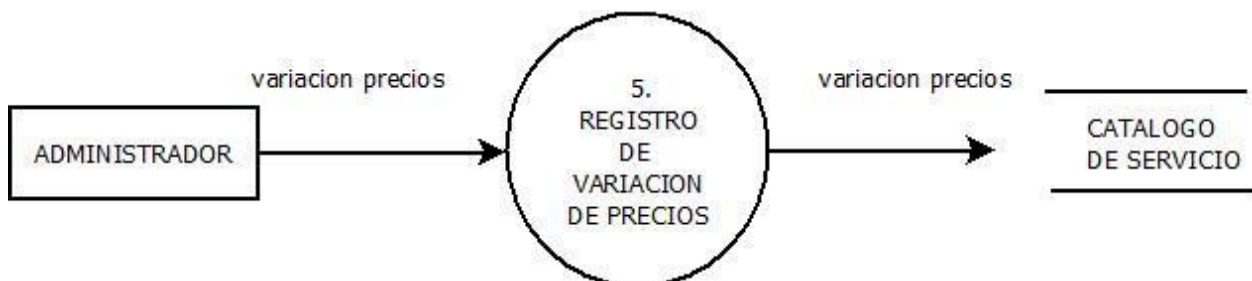 variacion precios
variacion precios
ADMINISTRADOR
5.
REGISTRO
DE
VARIACION
DE PRECIOS
CATALOGO
DE SERVICIO